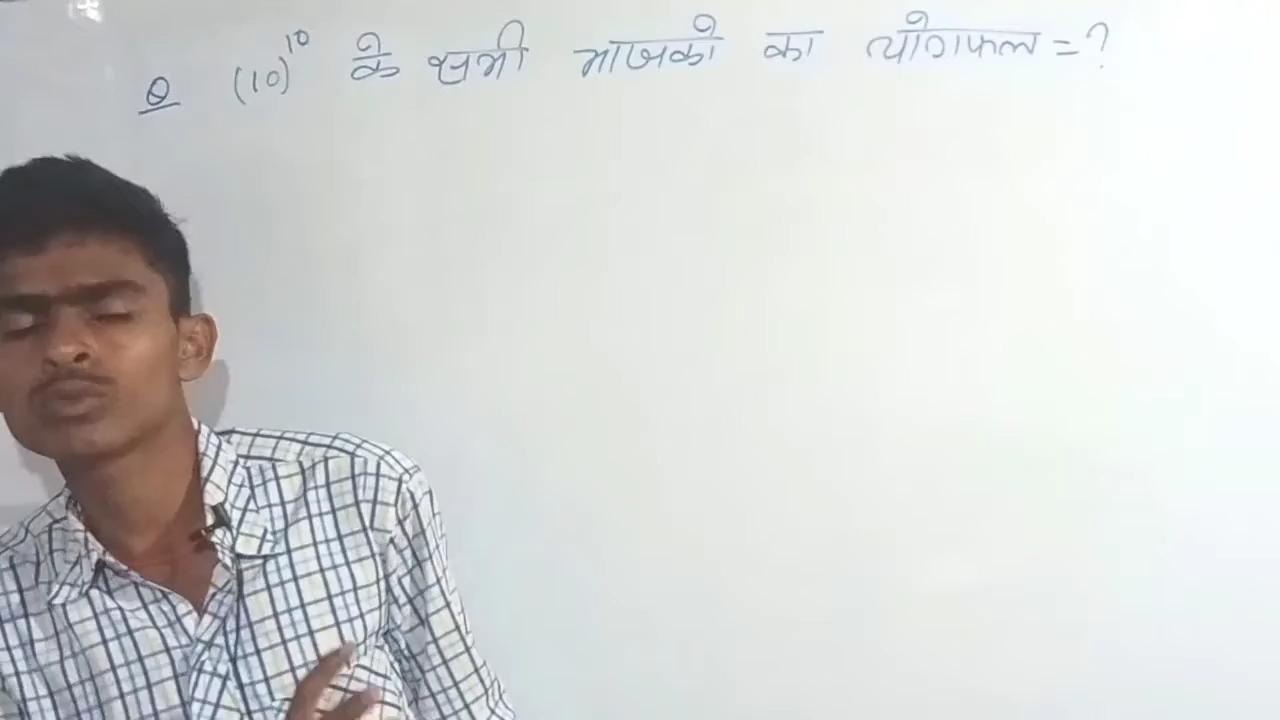 Q (10)^10 के सभी भाजको का योगफल = ?